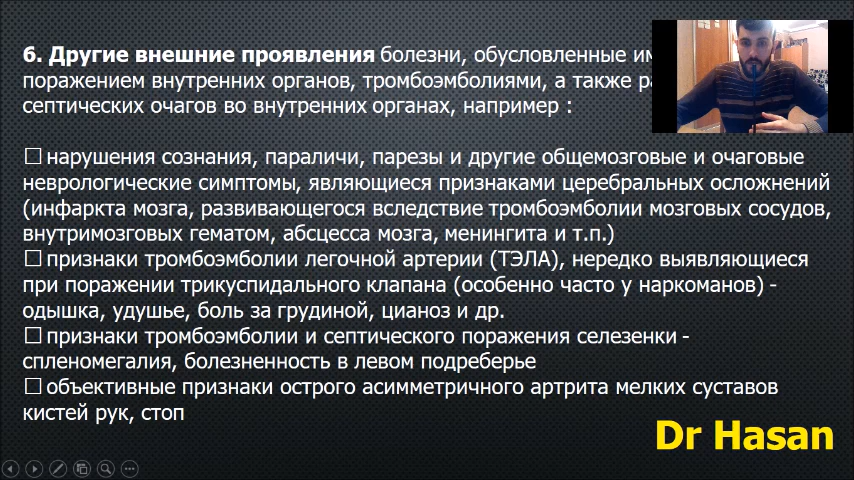 6. Другие внешние проявления болезни, обусловленные
поражением внутренних органов, тромбоэмболиями, а также
септических очагов во внутренних органах, например :
☐ нарушения сознания, параличи, парезы и другие общемозговые и очаговые
неврологические симптомы, являющиеся признаками церебральных осложнений
(инфаркта мозга, развивающегося вследствие тромбоэмболии мозговых сосудов,
внутримозговых гематом, абсцесса мозга, менингита и т.п.)
☐ признаки тромбоэмболии легочной артерии (ТЭЛА), нередко выявляющиеся
при поражении трикуспидального клапана (особенно часто у наркоманов) -
одышка, удушье, боль за грудиной, цианоз и др.
☐ признаки тромбоэмболии и септического поражения селезенки -
спленомегалия, болезненность в левом подреберье
☐ объективные признаки острого асимметричного артрита мелких суставов
кистей рук, стоп
Dr Hasan